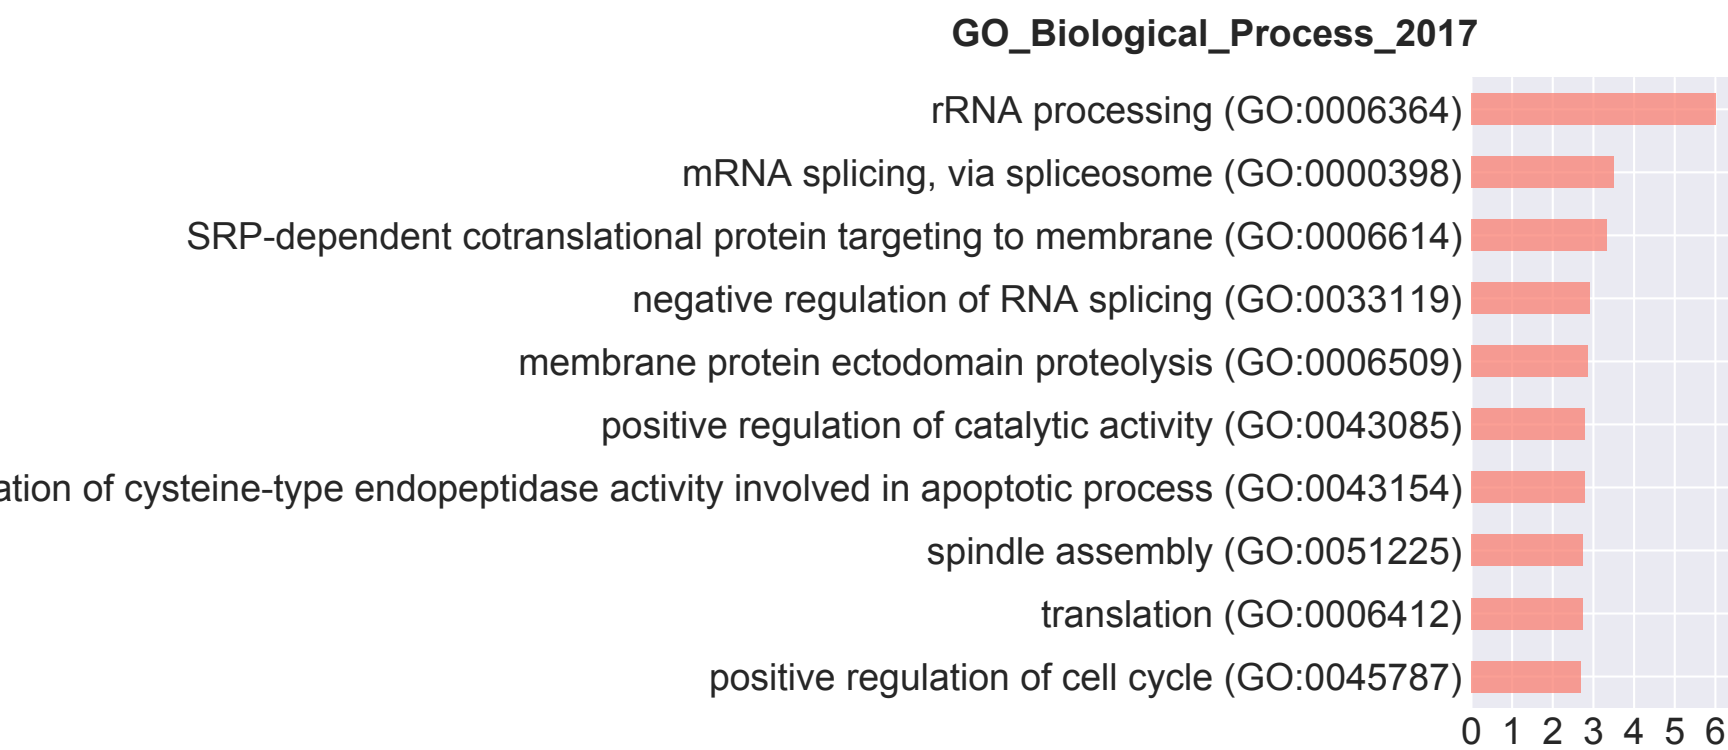 GO_Biological_Process_2017
rRNA processing (GO:0006364)
mRNA splicing, via spliceosome (GO:0000398)
SRP-dependent cotranslational protein targeting to membrane (GO:0006614)
negative regulation of RNA splicing (GO:0033119)
membrane protein ectodomain proteolysis (GO:0006509)
positive regulation of catalytic activity (GO:0043085)
ation of cysteine-type endopeptidase activity involved in apoptotic process (GO:0043154)
spindle assembly (GO:0051225)
translation (GO:0006412)
positive regulation of cell cycle (GO:0045787)
0 1 2 3 4 5 6